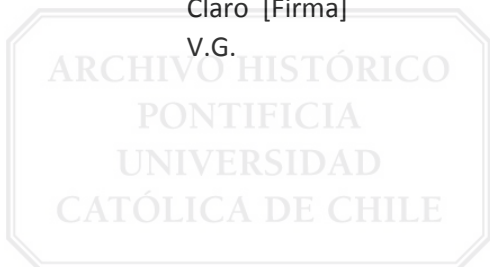 Claro [Firma]
V.G.
ARCHIVO HISTÓRICO
PONTIFICIA
UNIVERSIDAD
CATÓLICA DE CHILE